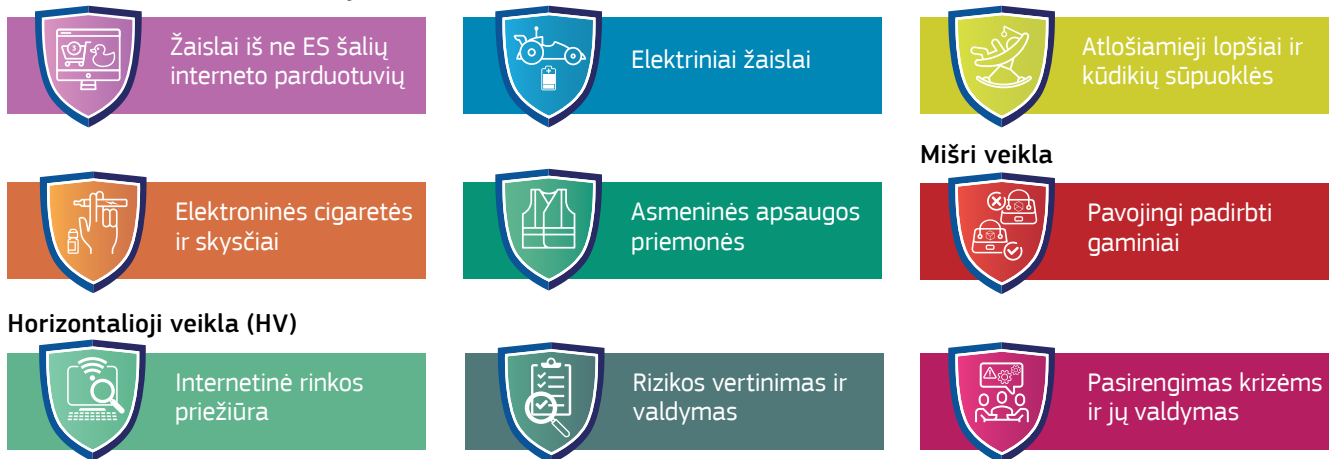 Žaislai iš ne ES šalių
interneto parduotuvių
Elektriniai žaislai
Atlošiamieji lopšiai ir
kūdikių sūpuoklės
Elektroninės cigaretės
ir skysčiai
Asmeninės apsaugos
priemonės
Mišri veikla
Pavojingi padirbti
gaminiai
Horizontalioji veikla (HV)
Internetinė rinkos
priežiūra
Rizikos vertinimas ir
valdymas
Pasirengimas krizėms
ir jų valdymas